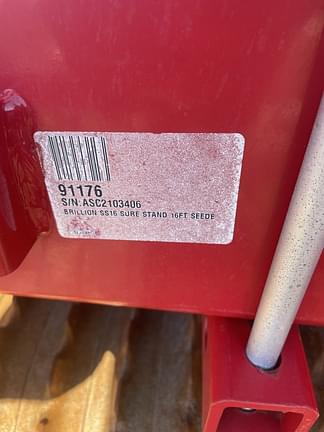 91176
S/N:ASC2103406
BRILLION SS16 SURE STAND 16FT SEEDE